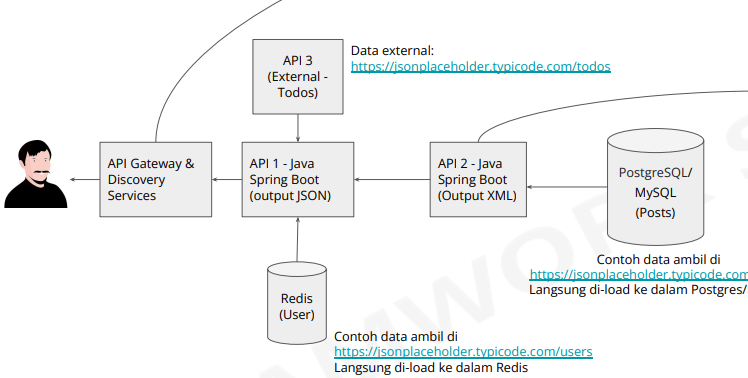 API 3
(External -
Todos)
Data external:
https://jsonplaceholder.typicode.com/todos
API Gateway &
Discovery
Services
API 1 - Java
Spring Boot
(output JSON)
API 2 - Java
Spring Boot
(Output XML)
PostgreSQL/
MySQL
(Posts)
Contoh data ambil di
https://jsonplaceholder.typicode.com
Langsung di-load ke dalam Postgres/
Redis
(User)
Contoh data ambil di
https://jsonplaceholder.typicode.com/users
Langsung di-load ke dalam Redis